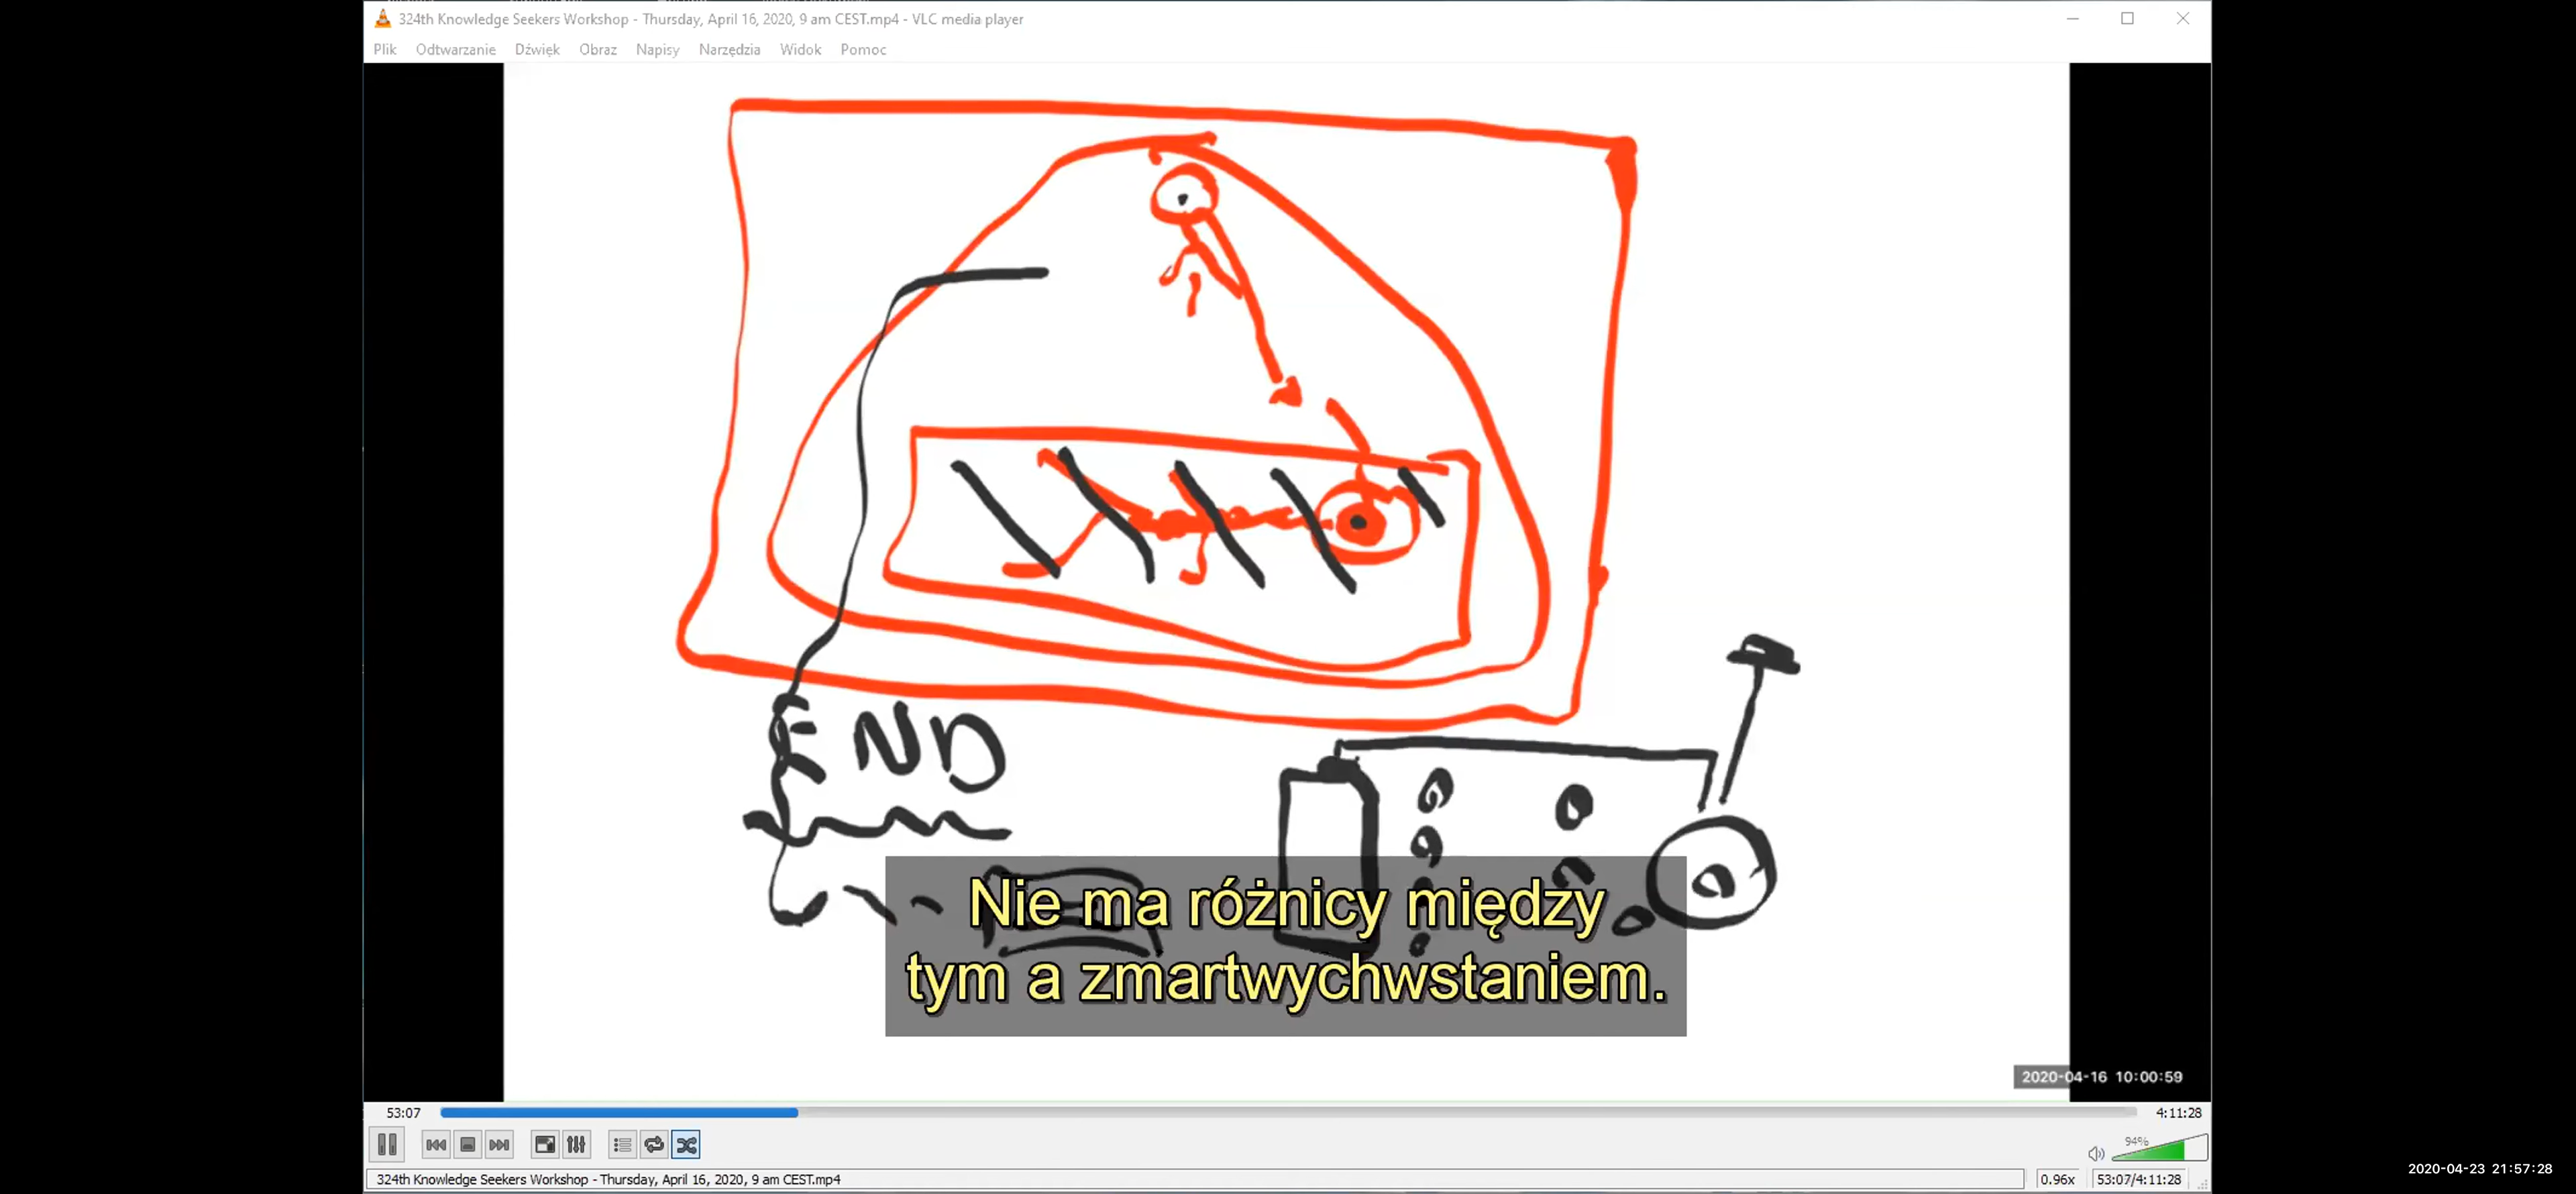 324th Knowledge Seekers Workshop - Thursday, April 16, 2020, 9 am CEST.mp4 - VLC media player
Plik Odtwarzanie Dźwięk Obraz Napisy Narzędzia Widok Pomoc
END
Nie ma różnicy między
tym a zmartwychwstaniem.
2020-04-16 10:00:59
53:07
4:11:28
94%
324th Knowledge Seekers Workshop - Thursday, April 16, 2020, 9 am CEST.mp4
0.96x
53:07/4:11:28
2020-04-23 21:57:28